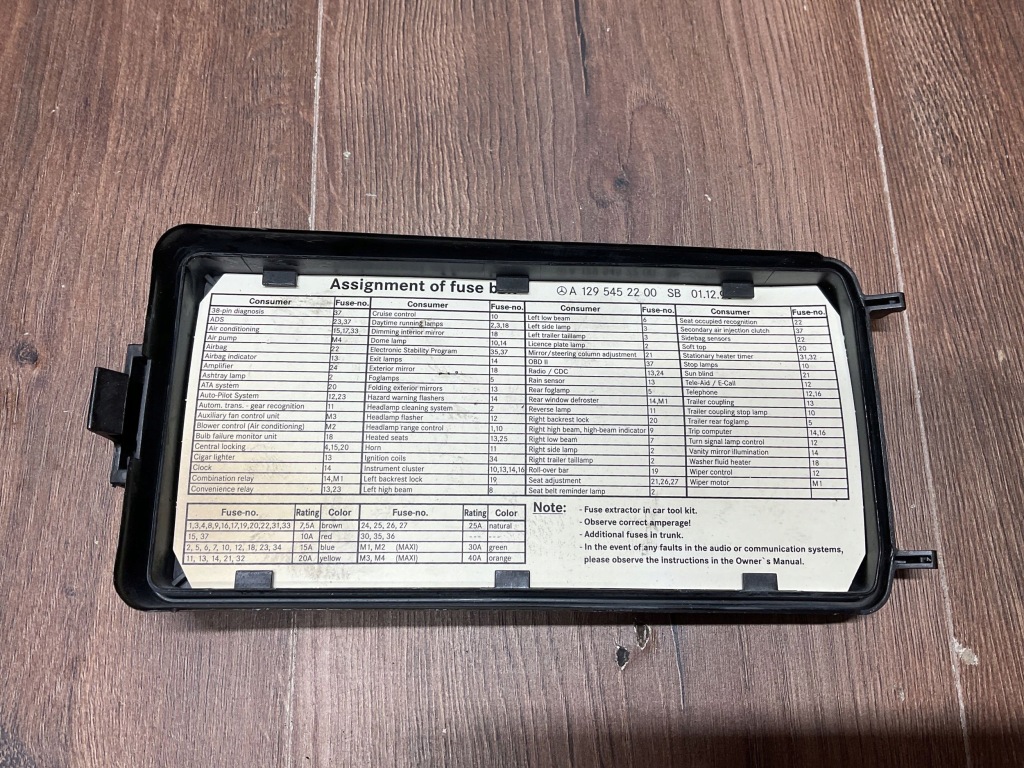 Assignment of fuse b
A 129 545 22 00 SB 01.12.9
Consumer Fuse-no.
38-pin diagnosis 37
ADS 23,37
Air conditioning 15,17,33
Air pump M4
Airbag 22
Airbag indicator 13
Amplifier 24
Ashtray lamp 2
ATA system 20
Auto-Pilot System 12,23
Autom. trans. - gear recognition 11
Auxiliary fan control unit M3
Blower control (Air conditioning) M2
Bulb failure monitor unit 18
Central locking 4,15,20
Cigar lighter 13
Clock 14
Combination relay 14,M1
Convenience relay 13,23
Consumer Fuse-no.
Cruise control 10
Daytime running lamps 2,3,18
Dimming interior mirror 18
Dome lamp 10,14
Electronic Stability Program 35,37
Exit lamps 14
Exterior mirror 18
Foglamps 5
Folding exterior mirrors 13
Hazard warning flashers 14
Headlamp cleaning system 2
Headlamp flasher 12
Headlamp range control 1,10
Heated seats 13,25
Horn 11
Ignition coils 34
Instrument cluster 10,13,14,16
Left backrest lock 19
Left high beam 8
Consumer Fuse-no.
Left low beam 6
Left side lamp 3
Left trailer taillamp 3
Licence plate lamp 2
Mirror/steering column adjustment 21
OBD II 37
Radio / CDC 13,24
Rain sensor 13
Rear foglamp 5
Rear window defroster 14,M1
Reverse lamp 11
Right backrest lock 20
Right high beam, high-beam indicator 9
Right low beam 7
Right side lamp 2
Right trailer taillamp 2
Roll-over bar 19
Seat adjustment 21,26,27
Seat belt reminder lamp 2
Consumer Fuse-no.
Seat occupied recognition 22
Secondary air injection clutch 37
Sidebag sensors 22
Soft top 20
Stationary heater timer 31,32
Stop lamps 10
Sun blind 21
Tele-Aid / E-Call 12
Telephone 12,16
Trailer coupling 13
Trailer coupling stop lamp 10
Trailer rear foglamp 5
Trip computer 14,16
Turn signal lamp control 12
Vanity mirror illumination 14
Washer fluid heater 18
Wiper control 12
Wiper motor M1
Fuse-no. Rating Color Fuse-no. Rating Color
1,3,4,8,9,16,17,19,20,22,31,33 7,5A brown 24, 25, 26, 27 25A natural
15, 37 10A red 30, 35, 36 --- ---
2, 5, 6, 7, 10, 12, 18, 23, 34 15A blue M1, M2 (MAXI) 30A green
11, 13, 14, 21, 32 20A yellow M3, M4 (MAXI) 40A orange
Note: - Fuse extractor in car tool kit.
- Observe correct amperage!
- Additional fuses in trunk.
- In the event of any faults in the audio or communication systems,
please observe the instructions in the Owner`s Manual.